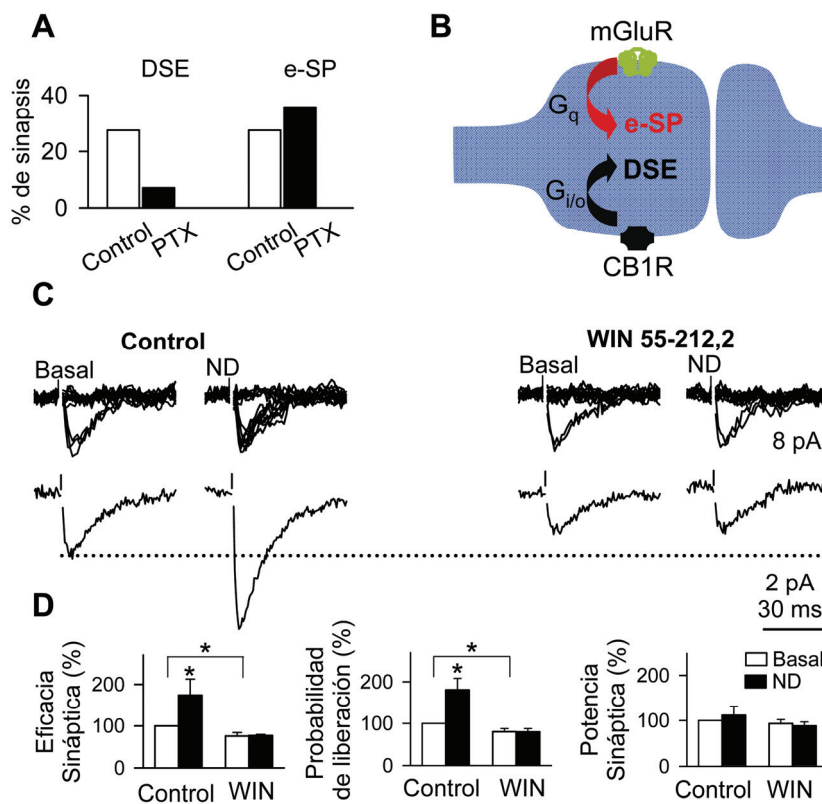 A
DSE
e-SP
% de sinapsis
40
20
0
Control
PTX
Control
PTX
B
mGluR
Gq
e-SP
DSE
Gi/o
CB1R
C
Control
WIN 55-212,2
Basal
ND
Basal
ND
8 pA
2 pA
30 ms
D
Eficacia
Sináptica (%)
200
100
0
*
*
Control
WIN
Probabilidad
de liberación (%)
200
100
0
*
*
Control
WIN
Potencia
Sináptica (%)
200
100
0
Basal
ND
Control
WIN